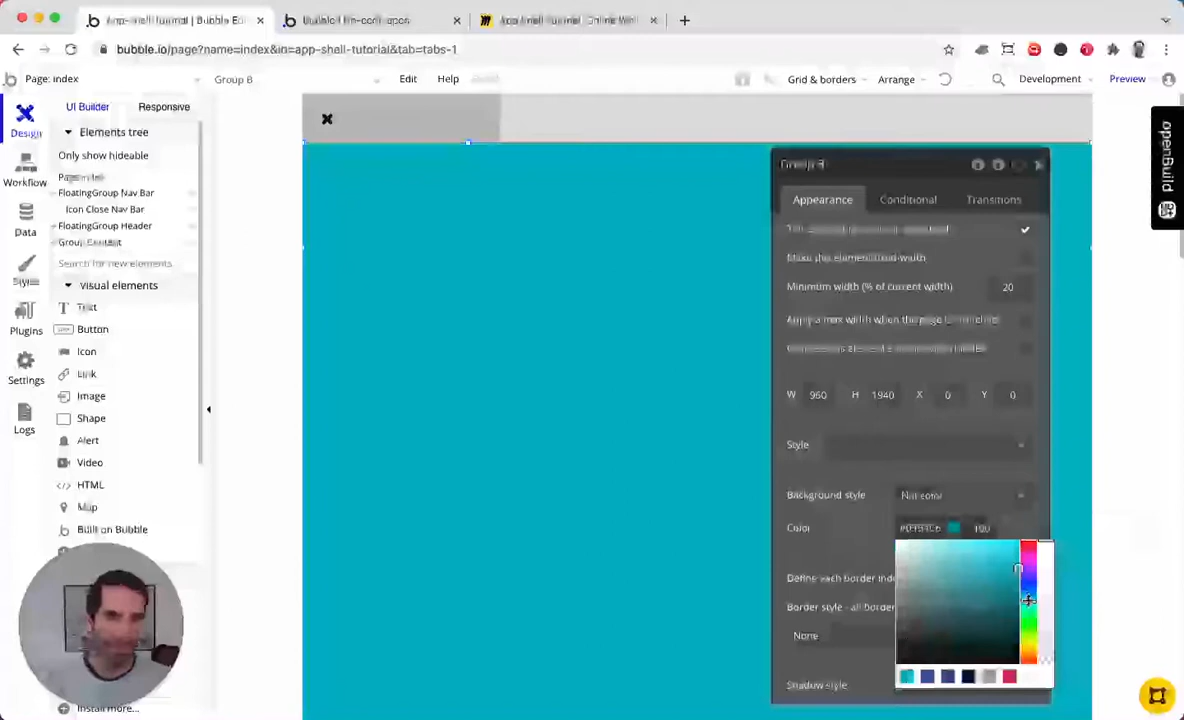 bubble.io/page?name=index&in=app-shell-tutorial&tab=tabs-1
Page: index
Group B
Edit
Help
Grid & borders
Arrange
Development
Preview
Design
Workflow
Data
Styles
Plugins
Settings
Logs
UI Builder
Responsive
Elements tree
Only show hideable
FloatingGroup Nav Bar
Icon Close Nav Bar
FloatingGroup Header
Group Content
Search for new elements
Visual elements
Text
Button
Icon
Link
Image
Shape
Alert
Video
HTML
Map
Built on Bubble
Install more...
Group B
Appearance
Conditional
Transitions
Make this element fixed-width
Minimum width (% of current width)
20
W 960 H 1940 X 0 Y 0
Style
Background style
Flat color
Color
100
Border style - all borders
None
Shadow style
openBuild